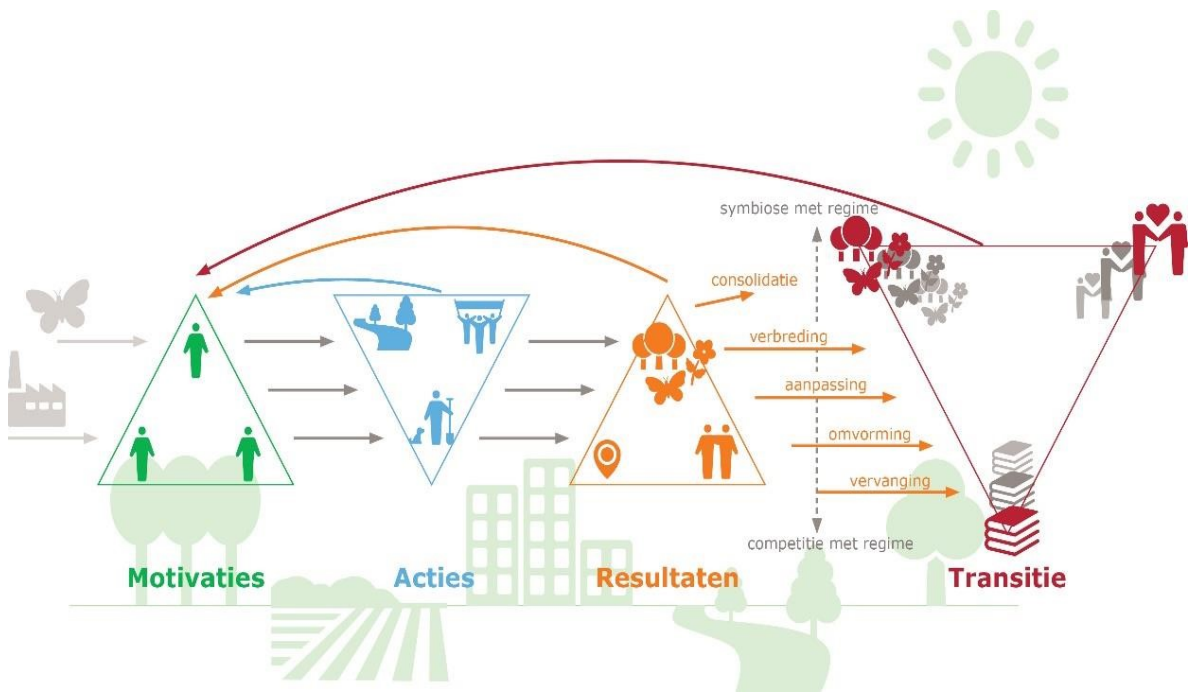 symbiose met regime
consolidatie
verbreding
aanpassing
omvorming
vervanging
competitie met regime
Motivaties
Acties
Resultaten
Transitie